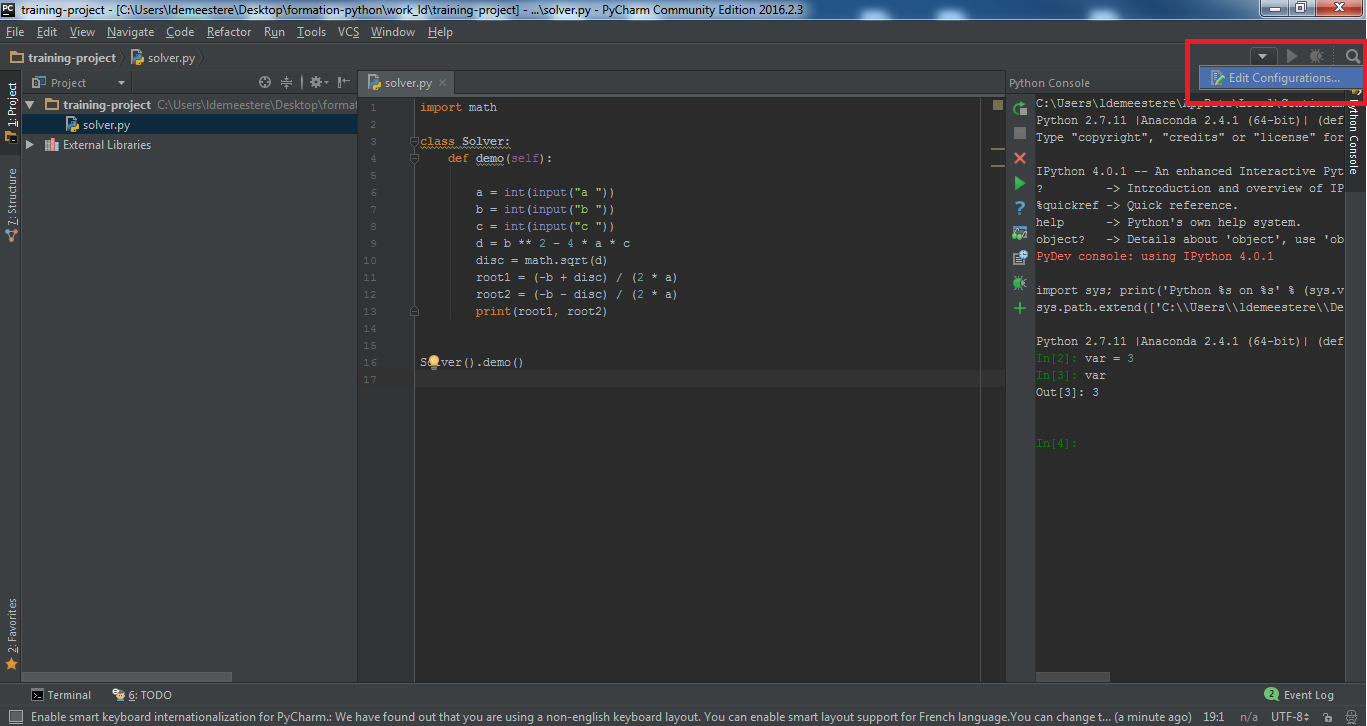 training-project - [C:\Users\ldemeestere\Desktop\formation-python\work_ld\training-project] - ...\solver.py - PyCharm Community Edition 2016.2.3
File Edit View Navigate Code Refactor Run Tools VCS Window Help
training-project solver.py
Edit Configurations...
1: Project
7: Structure
2: Favorites
Project
training-project C:\Users\ldemeestere\Desktop\format
solver.py
External Libraries
solver.py
1 import math
2
3 class Solver:
4 def demo(self):
5
6 a = int(input("a "))
7 b = int(input("b "))
8 c = int(input("c "))
9 d = b ** 2 - 4 * a * c
10 disc = math.sqrt(d)
11 root1 = (-b + disc) / (2 * a)
12 root2 = (-b - disc) / (2 * a)
13 print(root1, root2)
14
15
16 Solver().demo()
17
Python Console
C:\Users\ldemeestere\AppData\Local\Continuum
Python 2.7.11 |Anaconda 2.4.1 (64-bit)| (def
Type "copyright", "credits" or "license" for
IPython 4.0.1 -- An enhanced Interactive Pyt
? -> Introduction and overview of IP
%quickref -> Quick reference.
help -> Python's own help system.
object? -> Details about 'object', use 'ob
PyDev console: using IPython 4.0.1
import sys; print('Python %s on %s' % (sys.v
sys.path.extend(['C:\\Users\\ldemeestere\\De
Python 2.7.11 |Anaconda 2.4.1 (64-bit)| (def
In[2]: var = 3
In[3]: var
Out[3]: 3
In[4]:
Python Console
Terminal 6: TODO 2 Event Log
Enable smart keyboard internationalization for PyCharm.: We have found out that you are using a non-english keyboard layout. You can enable smart layout support for French language.You can change t... (a minute ago) 19:1 n/a UTF-8